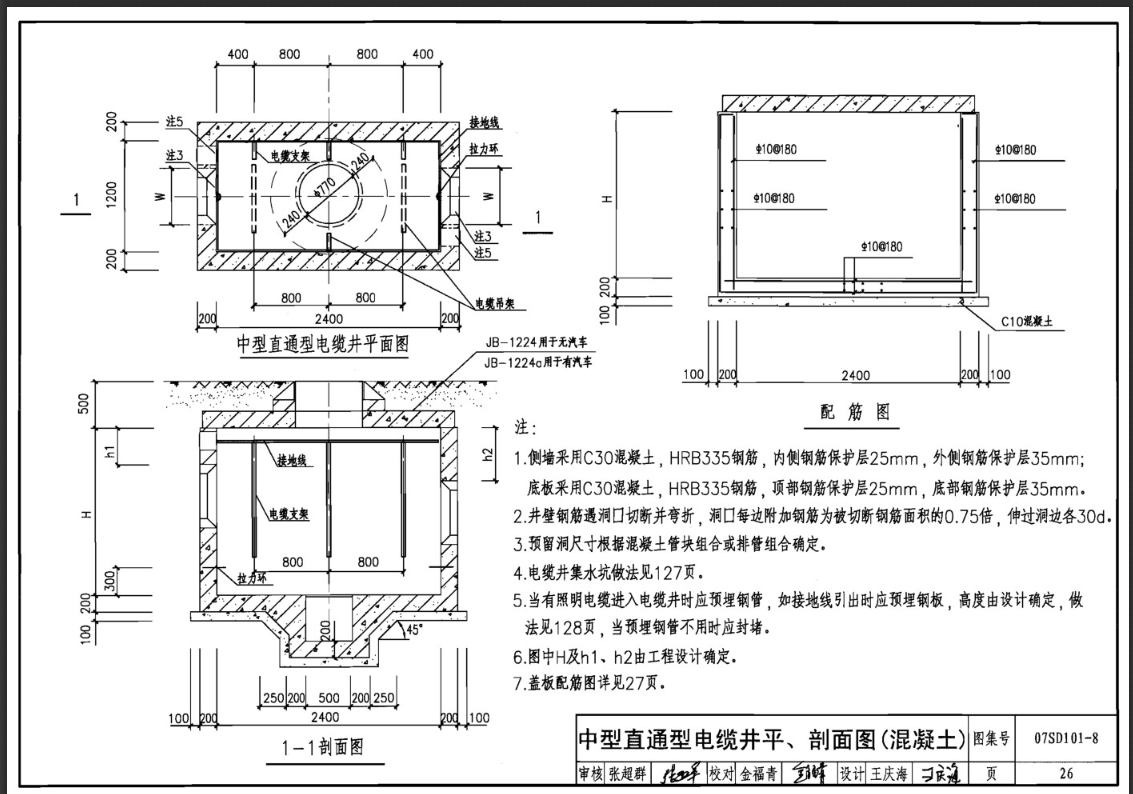 400 800 800 400
200
1200
200
注5
注3
W
1
接地线
拉力环
电缆支架
240
φ770
240
W
1
注3
注5
800 800
电缆吊架
200 2400 200
中型直通型电缆井平面图
JB-1224用于无汽车
JB-1224a用于有汽车
500
h1
H
300
200
100
h2
接地线
电缆支架
800 800
拉力环
200
45°
250 200 500 200 250
100 200 2400 200 100
1-1剖面图
H
200
100
Φ10@180
Φ10@180
Φ10@180
Φ10@180
Φ10@180
C10混凝土
100 200 2400 200 100
配筋图
注:
1.侧墙采用C30混凝土,HRB335钢筋,内侧钢筋保护层25mm,外侧钢筋保护层35mm;
底板采用C30混凝土,HRB335钢筋,顶部钢筋保护层25mm,底部钢筋保护层35mm。
2.井壁钢筋遇洞口切断并弯折,洞口每边附加钢筋为被切断钢筋面积的0.75倍,伸过洞边各30d。
3.预留洞尺寸根据混凝土管块组合或排管组合确定。
4.电缆井集水坑做法见127页。
5.当有照明电缆进入电缆井时应预埋钢管,如接地线引出时应预埋钢板,高度由设计确定,做
法见128页,当预埋钢管不用时应封堵。
6.图中H及h1、h2由工程设计确定。
7.盖板配筋图详见27页。
中型直通型电缆井平、剖面图(混凝土) 图集号 07SD101-8
审核 张超群 校对 金福青 设计 王庆海 页 26